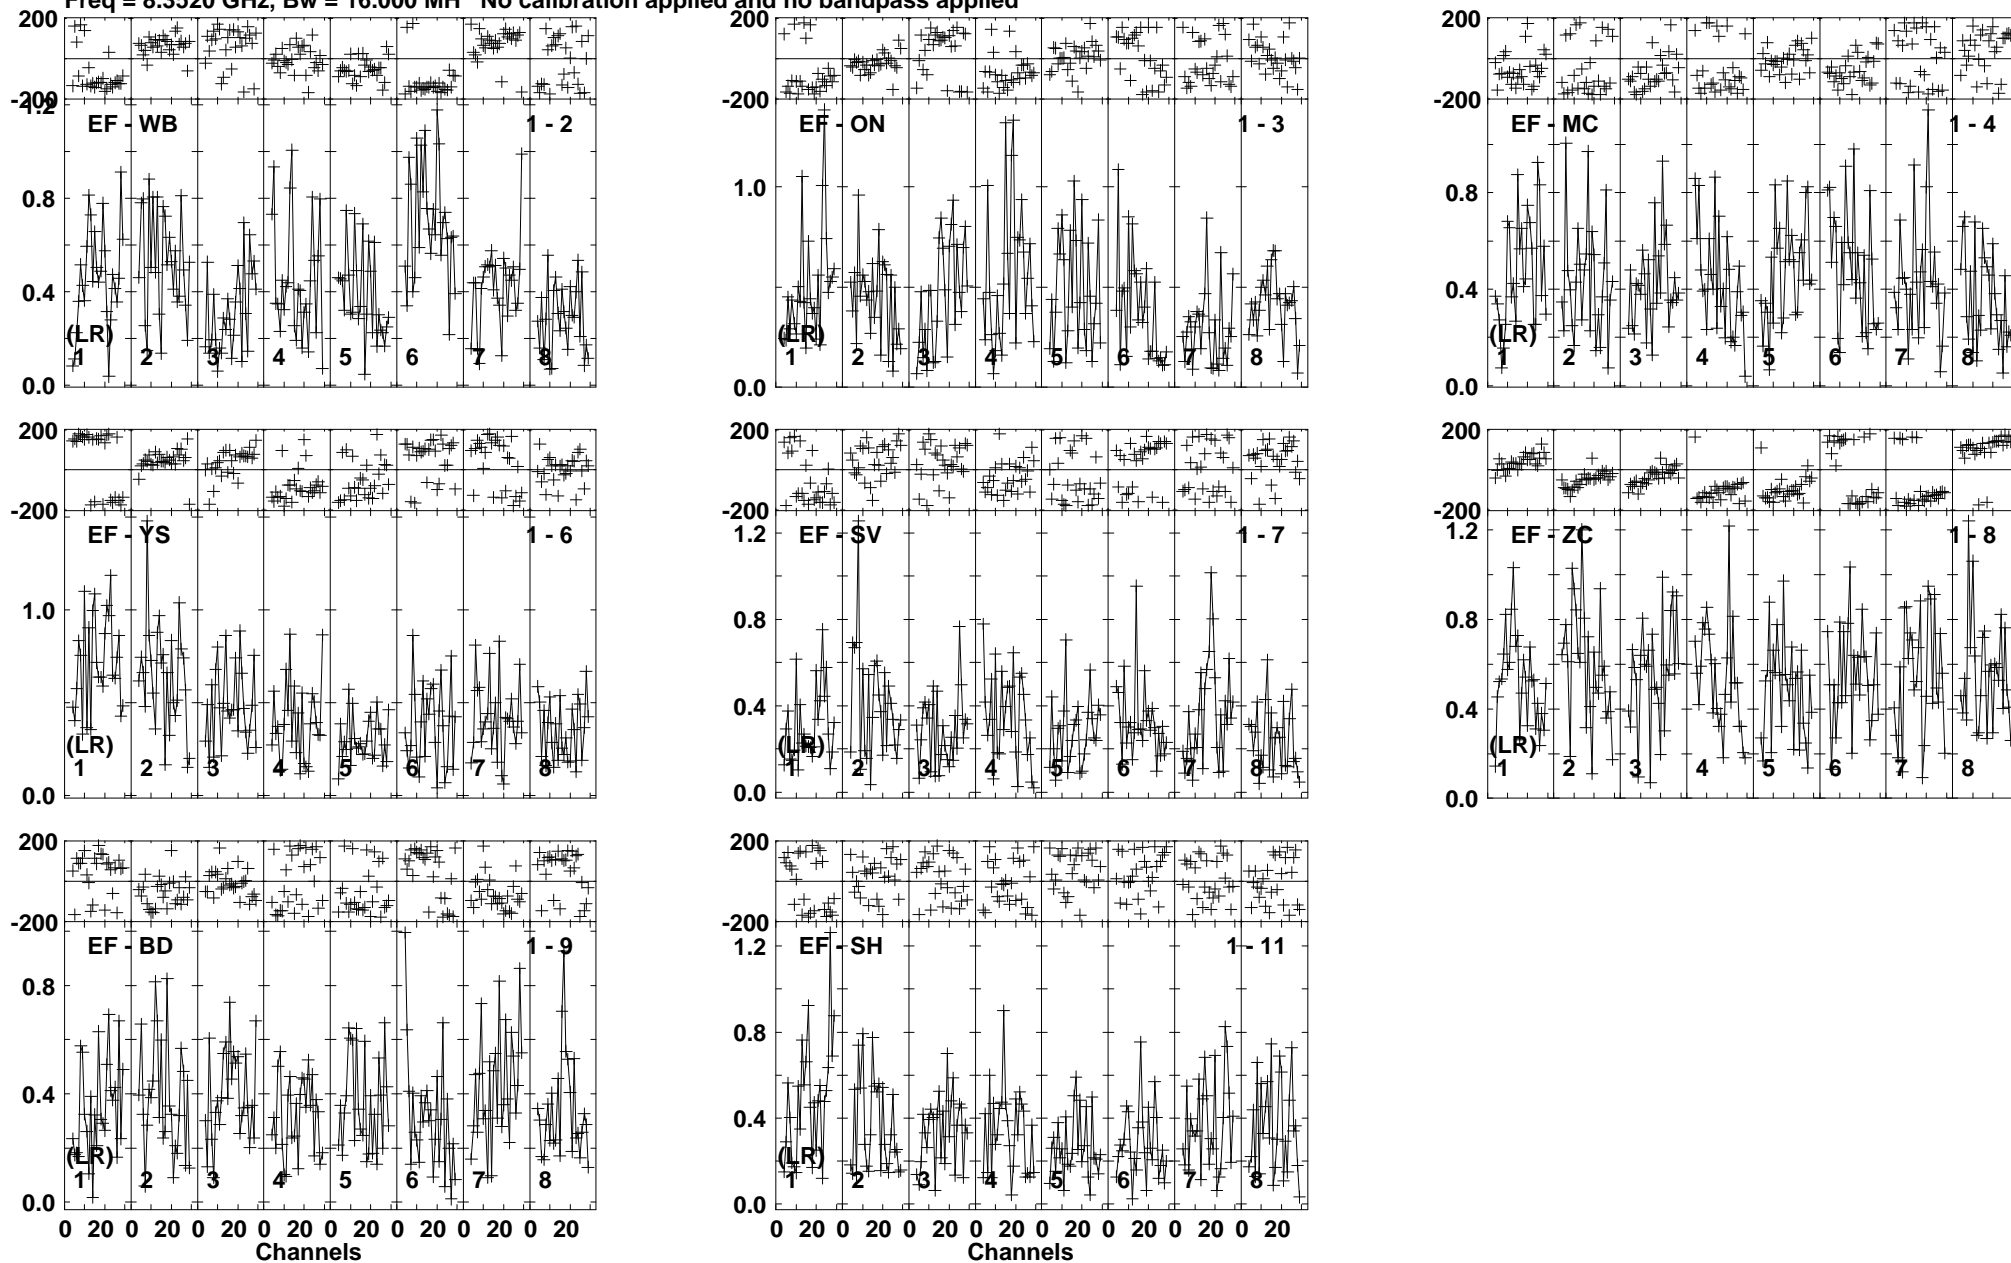 Freq = 8.3520 GHz, Bw = 16.000 MH No calibration applied and no bandpass applied
200
-200
EF - WB 1 - 2
1.2
0.8
0.4
0.0
(LR)
1 2 3 4 5 6 7 8
200
-200
EF - ON 1 - 3
1.0
0.0
(LR)
1 2 3 4 5 6 7 8
200
-200
EF - MC 1 - 4
0.8
0.4
0.0
(LR)
1 2 3 4 5 6 7 8
200
-200
EF - YS 1 - 6
1.0
0.0
(LR)
1 2 3 4 5 6 7 8
200
-200
EF - SV 1 - 7
1.2
0.8
0.4
0.0
(LR)
1 2 3 4 5 6 7 8
200
-200
EF - ZC 1 - 8
1.2
0.8
0.4
0.0
(LR)
1 2 3 4 5 6 7 8
200
-200
EF - BD 1 - 9
0.8
0.4
0.0
(LR)
1 2 3 4 5 6 7 8
0 20 0 20 0 20 0 20 0 20 0 20 0 20 0 20
Channels
200
-200
EF - SH 1 - 11
1.2
0.8
0.4
0.0
(LR)
1 2 3 4 5 6 7 8
0 20 0 20 0 20 0 20 0 20 0 20 0 20 0 20
Channels